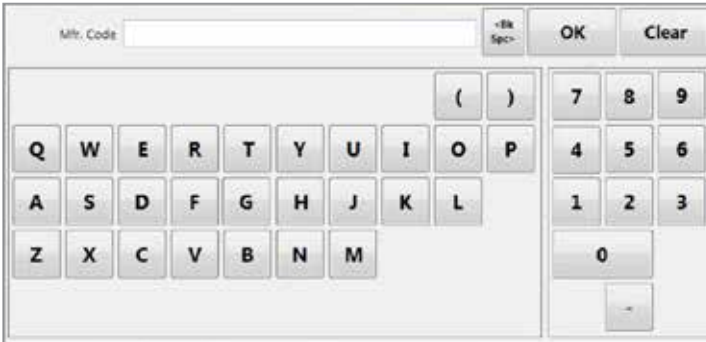 Mfr. Code <Bk Spc> OK Clear
( ) 7 8 9
Q W E R T Y U I O P 4 5 6
A S D F G H J K L 1 2 3
Z X C V B N M 0
-